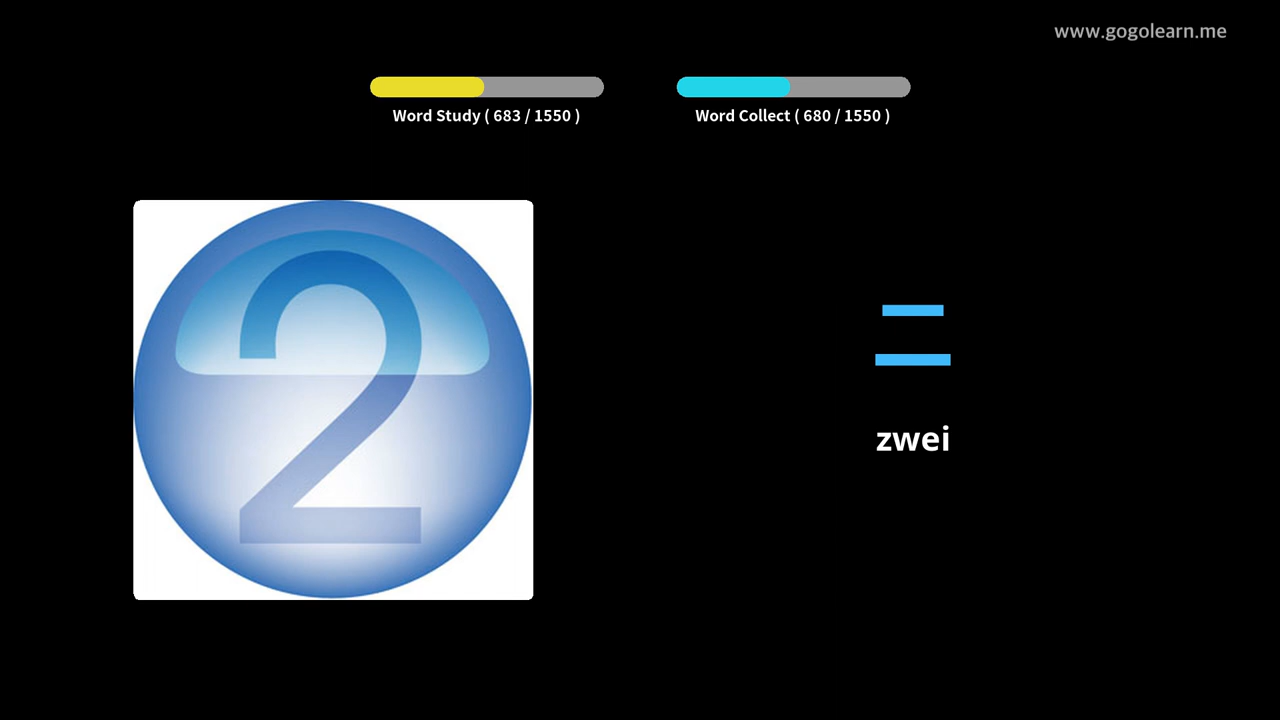 www.gogolearn.me
Word Study ( 683 / 1550 )
Word Collect ( 680 / 1550 )
2
二
zwei